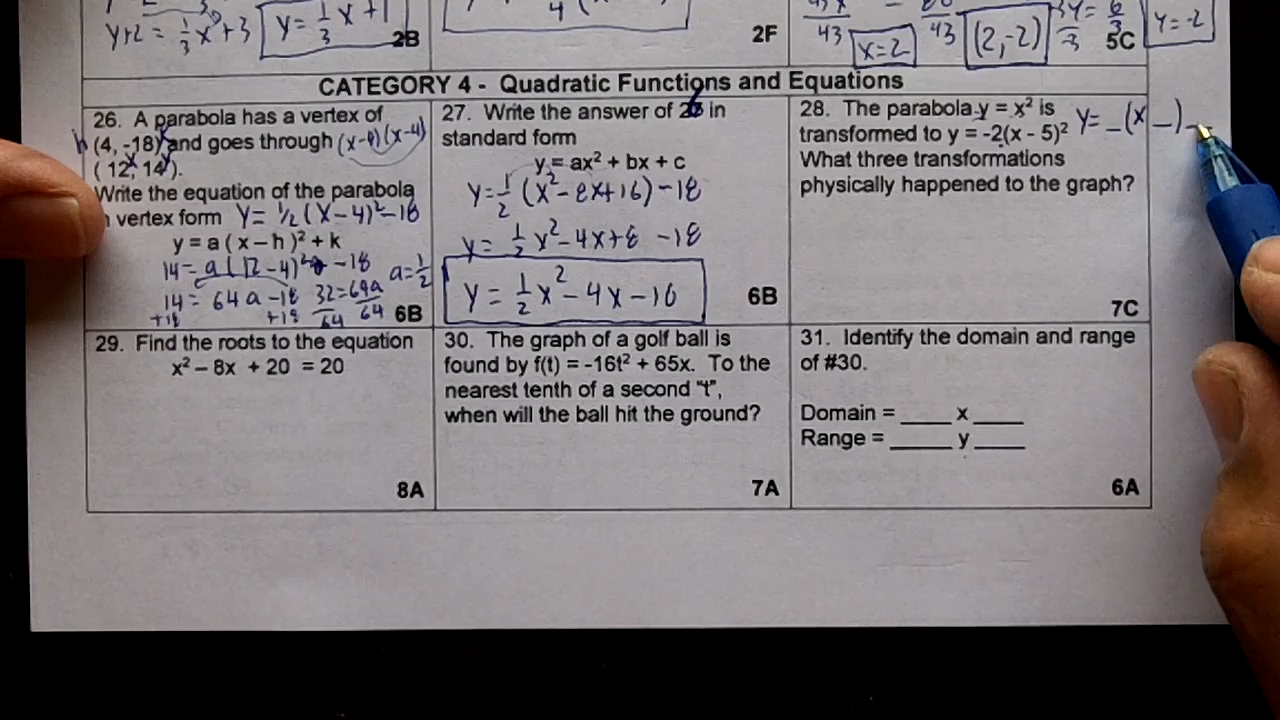 y+2 = 1/3 x + 3
y = 1/3 x + 1
2B
4
2F
43
43
x=2
(2,-2)
-3
5C
y=-2
CATEGORY 4 - Quadratic Functions and Equations
26. A parabola has a vertex of
(4, -18) and goes through
(x-4)(x-4)
( 12, 14 ).
Write the equation of the parabola
vertex form y = 1/2 (x-4)² -18
y = a ( x – h )² + k
14 = a (12 - 4)² -18
a = 1/2
14 = 64a -18
32 = 64a
+18 +18
64 64
6B
27. Write the answer of 26 in
standard form
y = ax² + bx + c
y = 1/2 (x² - 8x + 16) - 18
y = 1/2 x² - 4x + 8 - 18
y = 1/2 x² - 4x - 10
6B
28. The parabola y = x² is
transformed to y = -2(x - 5)²
y = _(x _)_
What three transformations
physically happened to the graph?
7C
29. Find the roots to the equation
x² – 8x + 20 = 20
8A
30. The graph of a golf ball is
found by f(t) = -16t² + 65x. To the
nearest tenth of a second "t",
when will the ball hit the ground?
7A
31. Identify the domain and range
of #30.
Domain = _____ x _____
Range = ______ y _____
6A